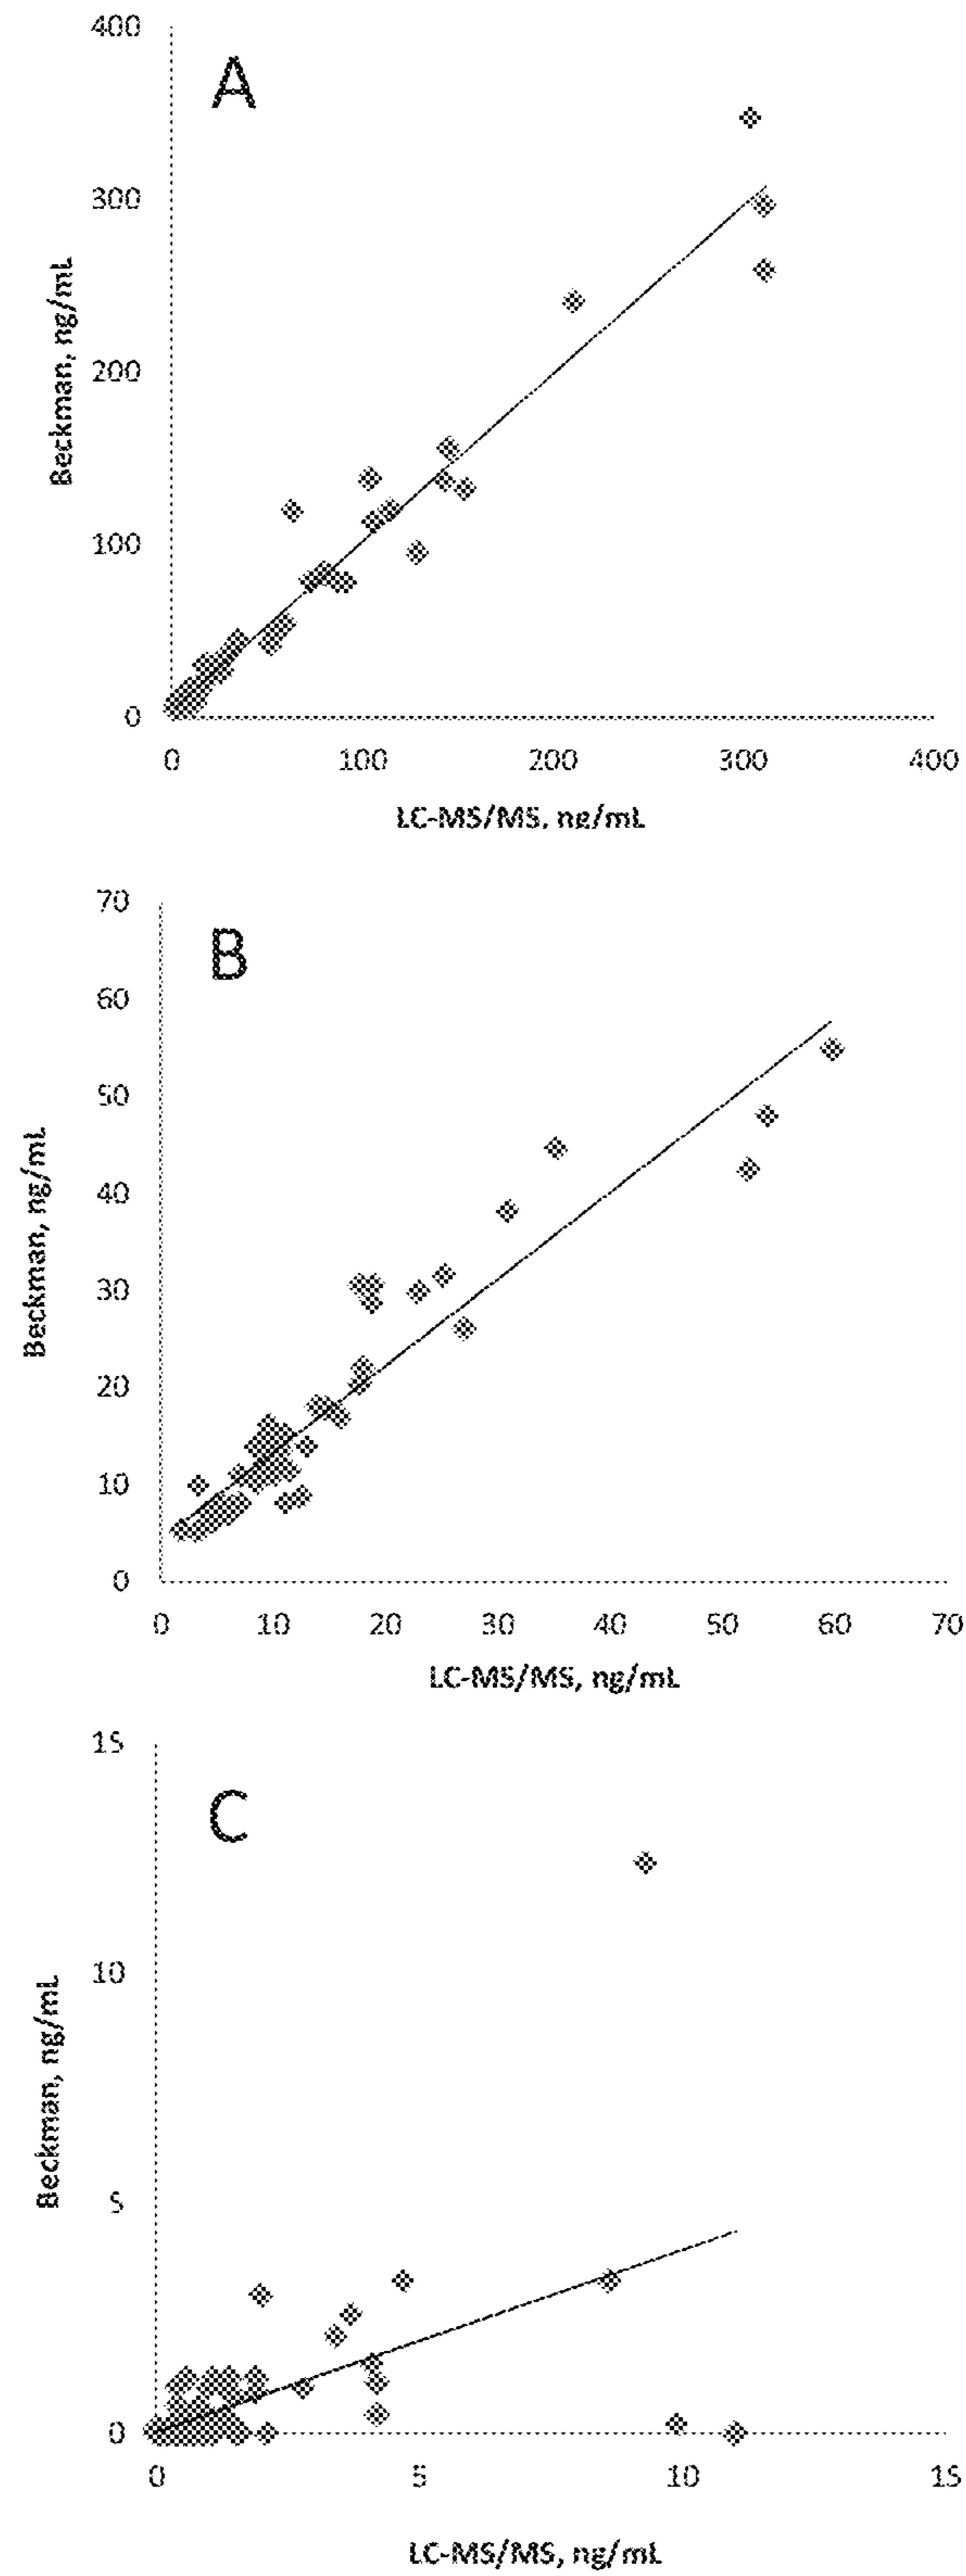 400
A
300
Beckman, ng/mL
200
100
0
0 100 200 300 400
LC-MS/MS, ng/mL
70
B
60
50
Beckman, ng/mL
40
30
20
10
0
0 10 20 30 40 50 60 70
LC-MS/MS, ng/mL
15
C
10
Beckman, ng/mL
5
0
0 5 10 15
LC-MS/MS, ng/mL